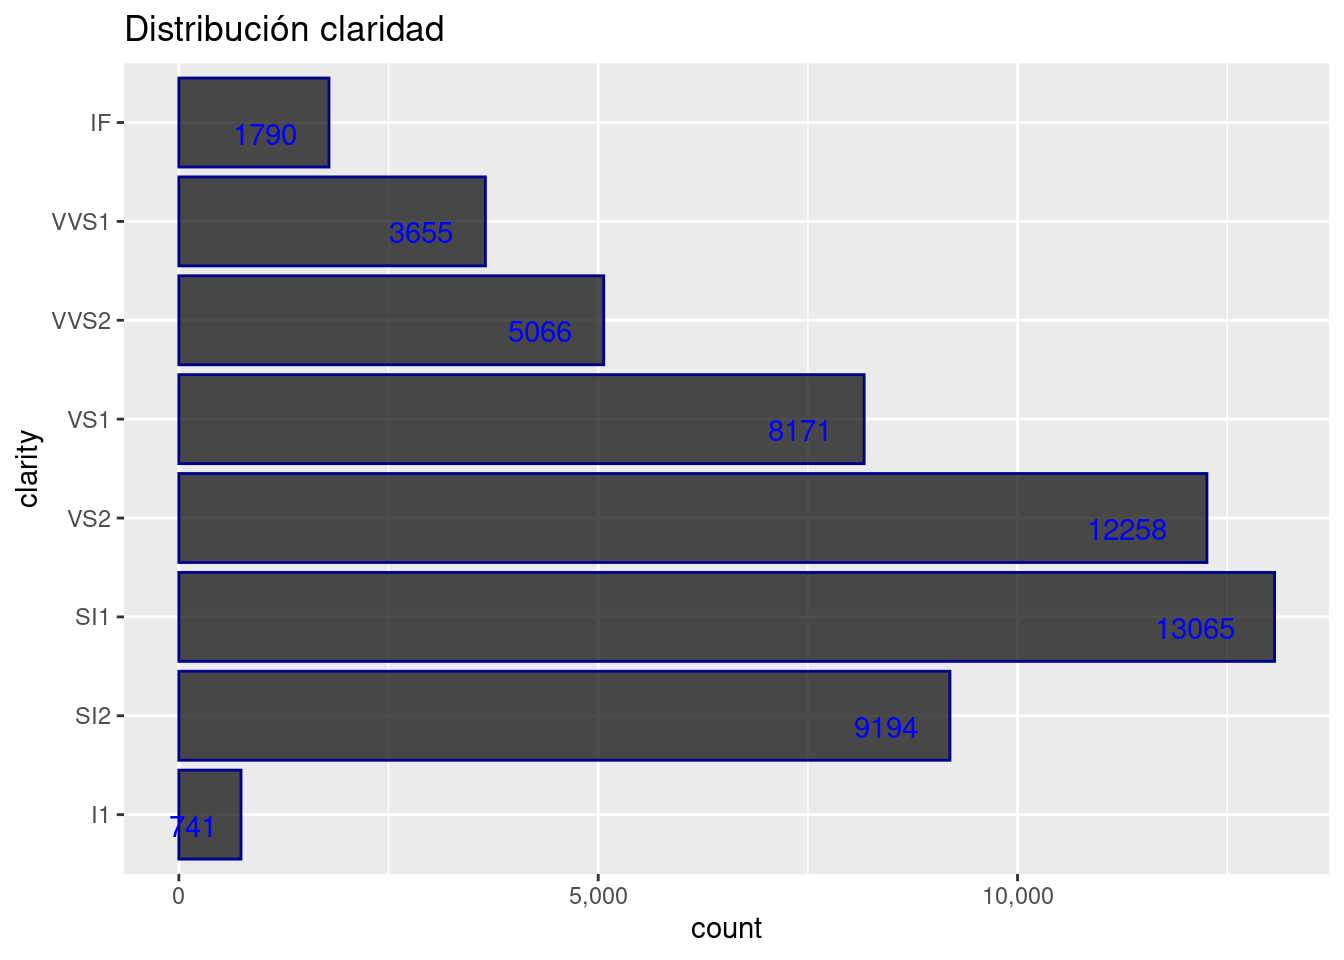 Distribución claridad
IF
1790
VVS1
3655
VVS2
5066
VS1
8171
VS2
12258
SI1
13065
SI2
9194
I1
741
clarity
0
5,000
10,000
count